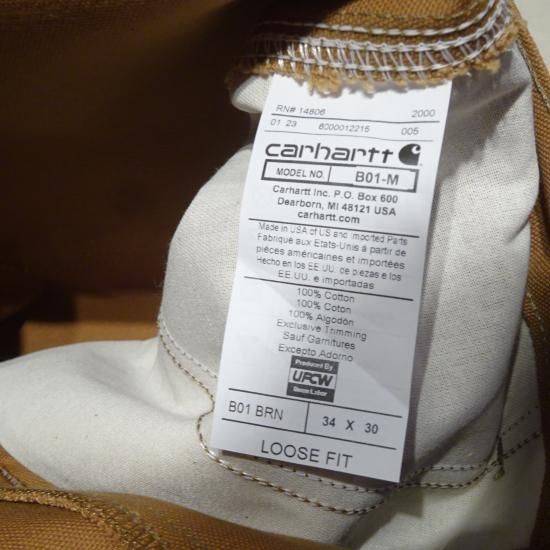 RN# 14806 2000
01 23 6000012215 005
carhartt
MODEL NO. B01-M
Carhartt Inc. P.O. Box 600
Dearborn, MI 48121 USA
carhartt.com
Made in USA of US and Imported Parts
Fabriqué aux Etats-Unis à partir de
pièces américaines et importées
Hecho en los EE.UU. de piezas e los
EE.UU. e importadas
100% Cotton
100% Coton
100% Algodón
Exclusive Trimming
Sauf Garnitures
Excepto Adorno
Produced By
UFCW
Union Labor
B01 BRN 34 X 30
LOOSE FIT